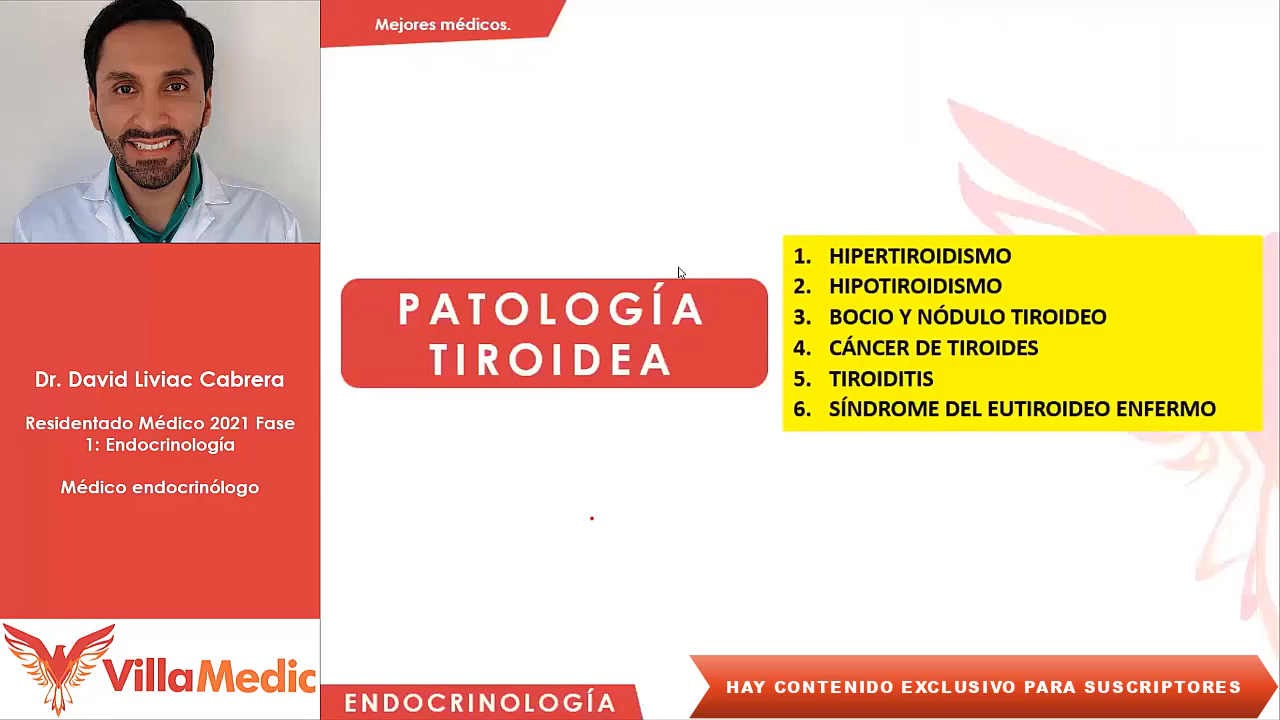 Mejores médicos.
PATOLOGÍA
TIROIDEA
1. HIPERTIROIDISMO
2. HIPOTIROIDISMO
3. BOCIO Y NÓDULO TIROIDEO
4. CÁNCER DE TIROIDES
5. TIROIDITIS
6. SÍNDROME DEL EUTIROIDEO ENFERMO
Dr. David Liviac Cabrera
Residentado Médico 2021 Fase
1: Endocrinología
Médico endocrinólogo
VillaMedic
ENDOCRINOLOGÍA
HAY CONTENIDO EXCLUSIVO PARA SUSCRIPTORES